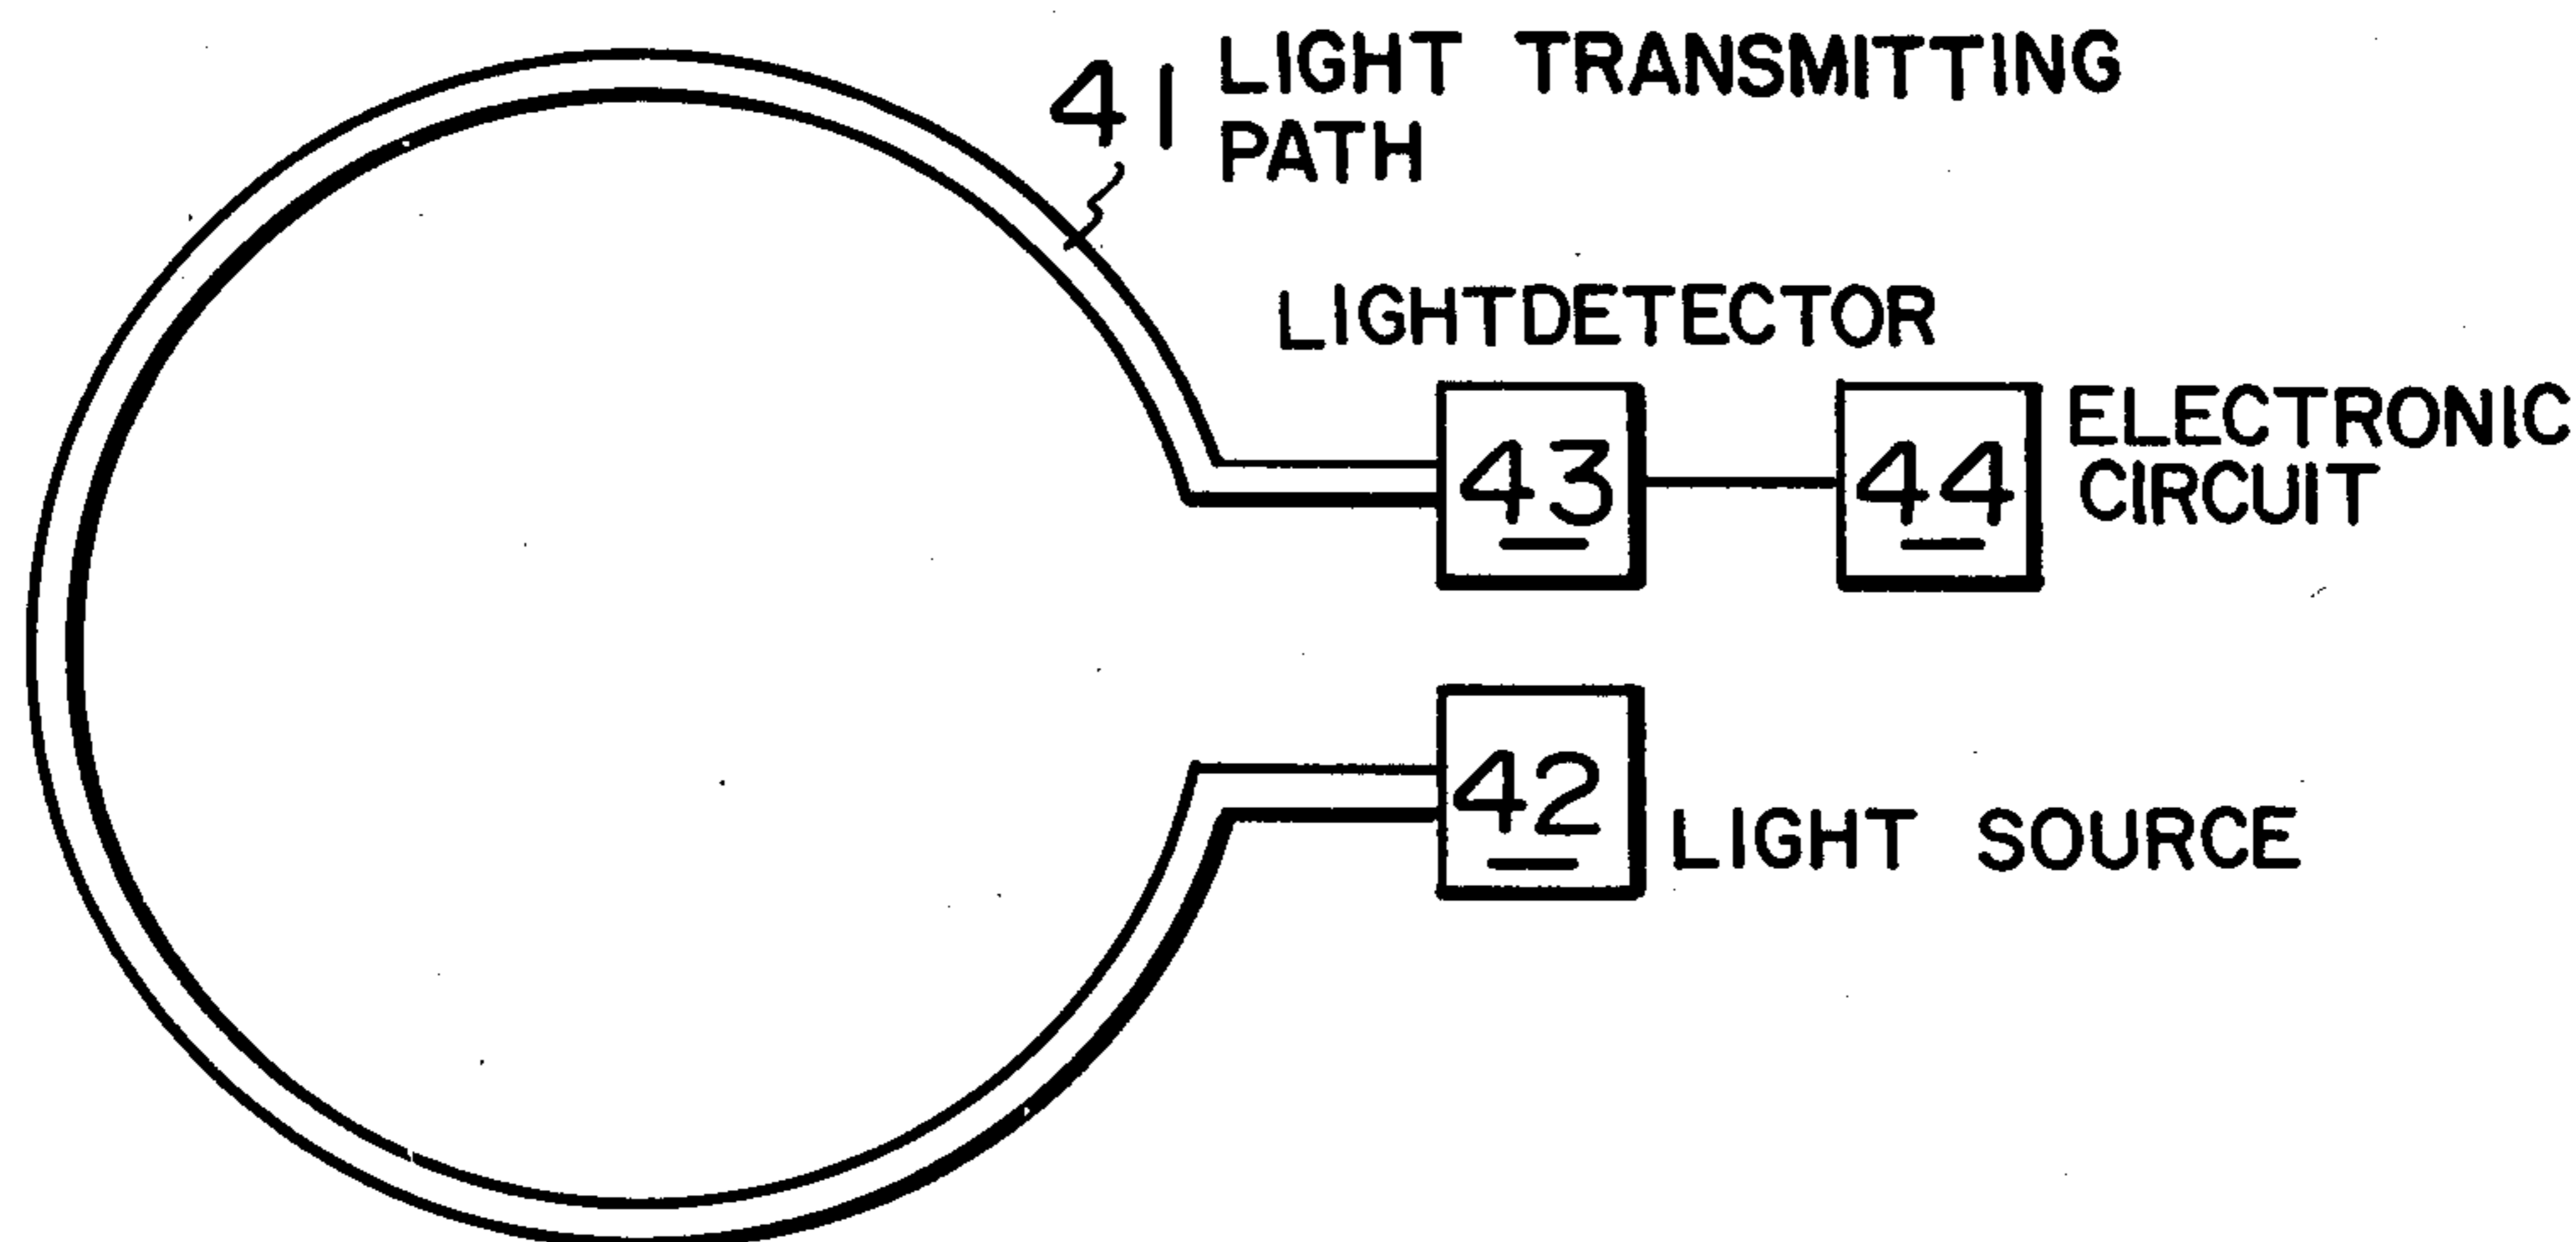 41 LIGHT TRANSMITTING
PATH
LIGHTDETECTOR
43
44 ELECTRONIC
CIRCUIT
42
LIGHT SOURCE